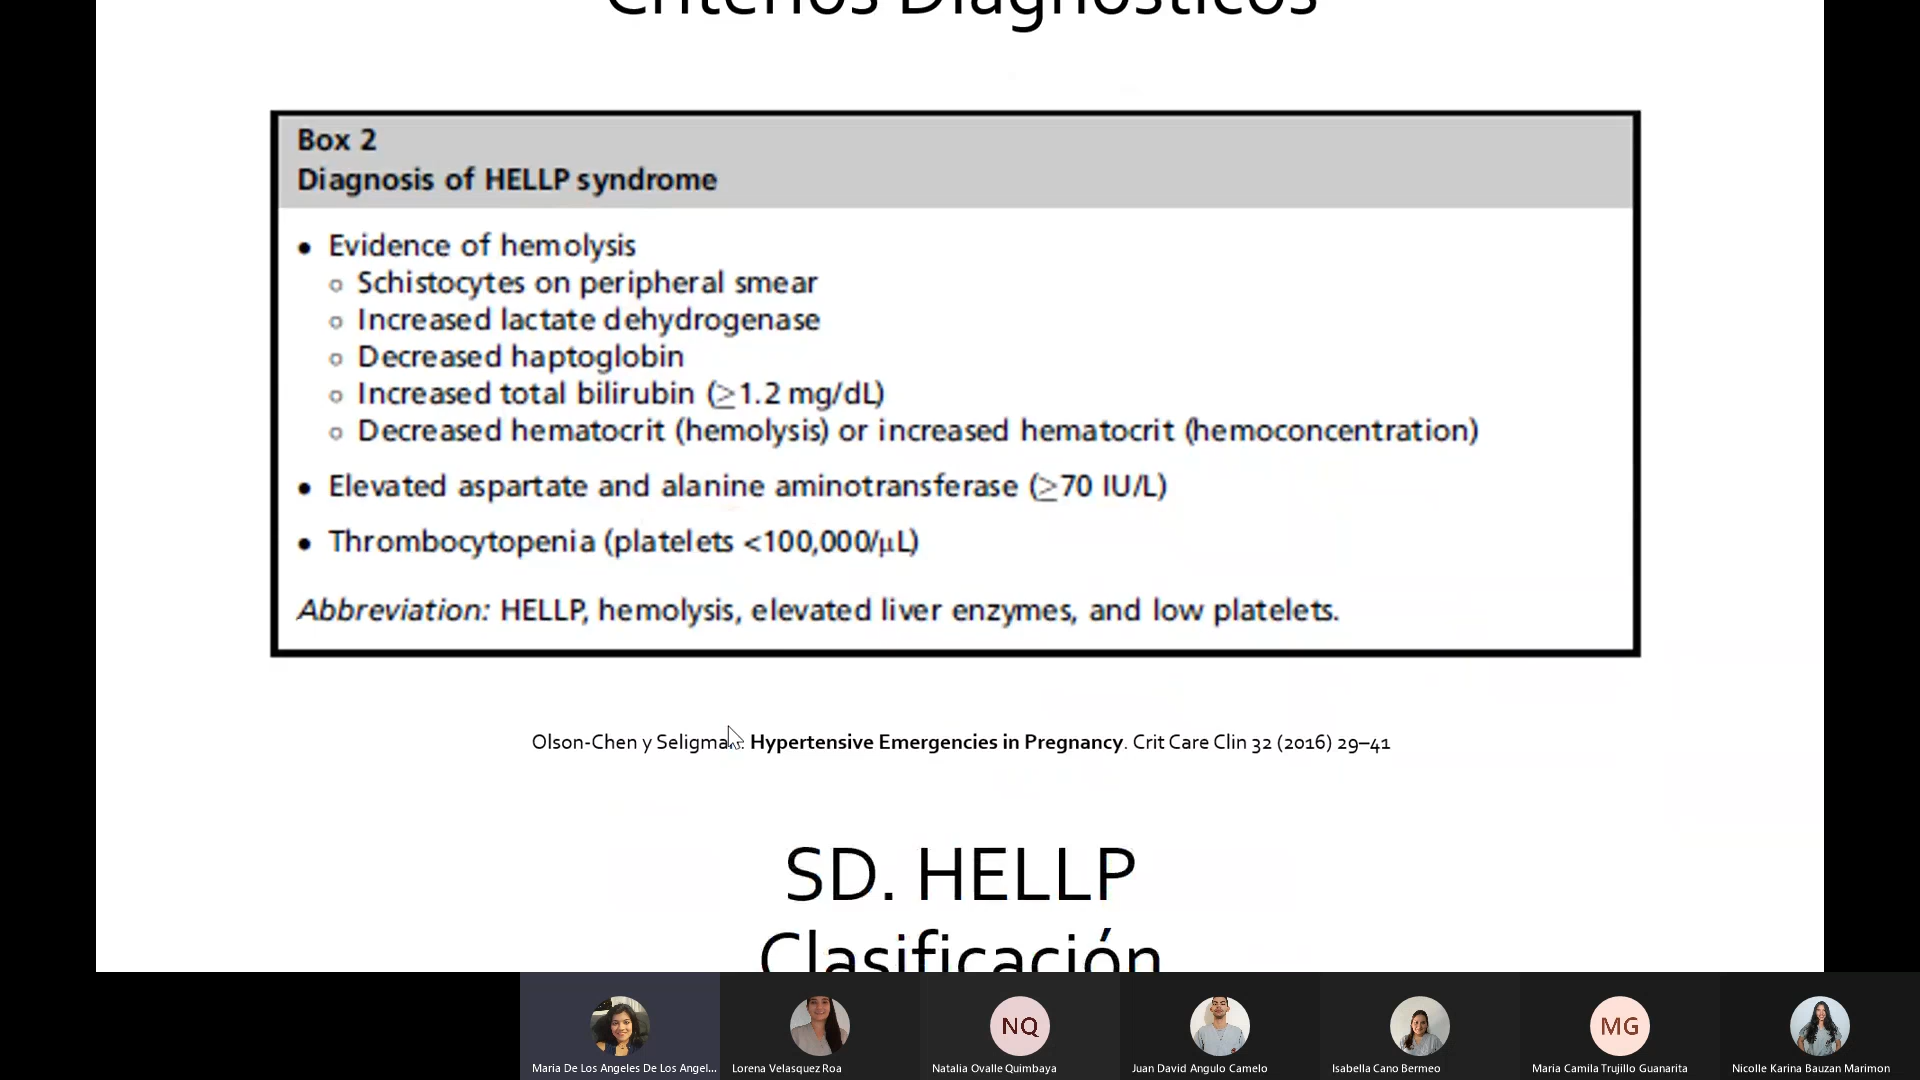 Criterios Diagnósticos
Box 2
Diagnosis of HELLP syndrome
• Evidence of hemolysis
○ Schistocytes on peripheral smear
○ Increased lactate dehydrogenase
○ Decreased haptoglobin
○ Increased total bilirubin (≥1.2 mg/dL)
○ Decreased hematocrit (hemolysis) or increased hematocrit (hemoconcentration)
• Elevated aspartate and alanine aminotransferase (≥70 IU/L)
• Thrombocytopenia (platelets <100,000/μL)
Abbreviation: HELLP, hemolysis, elevated liver enzymes, and low platelets.
Olson-Chen y Seligman. Hypertensive Emergencies in Pregnancy. Crit Care Clin 32 (2016) 29–41
SD. HELLP
Clasificación
NQ
MG
Maria De Los Angeles De Los Angel...
Lorena Velasquez Roa
Natalia Ovalle Quimbaya
Juan David Angulo Camelo
Isabella Cano Bermeo
Maria Camila Trujillo Guanarita
Nicolle Karina Bauzan Marimon